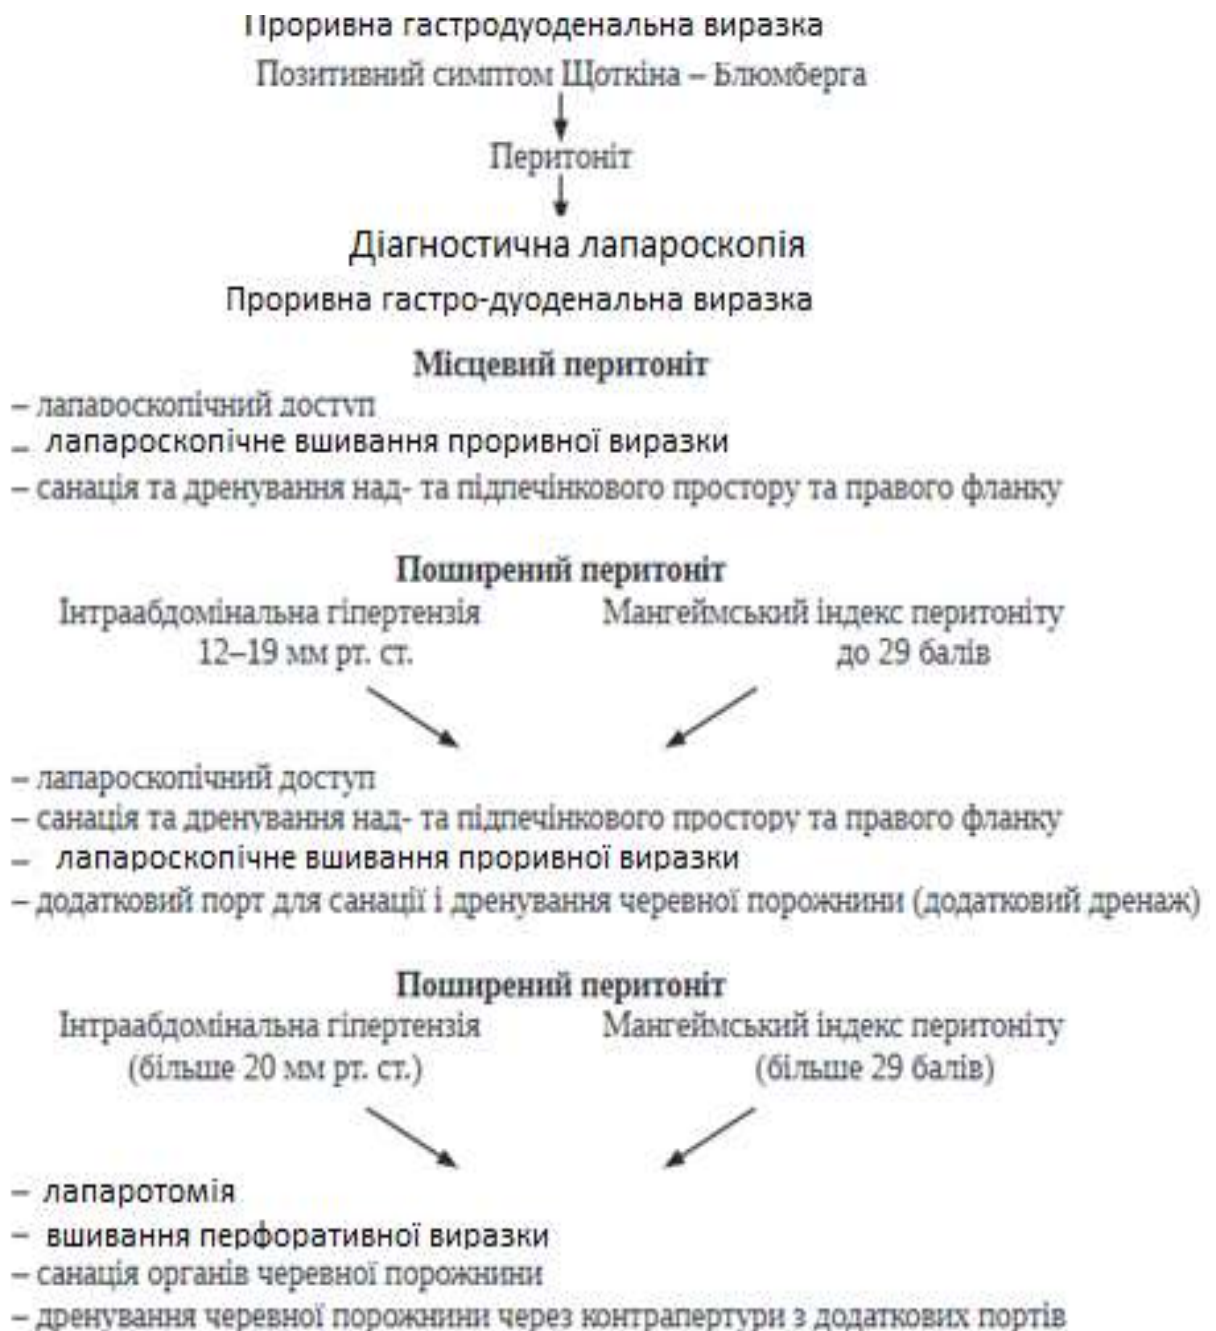 Проривна гастродуоденальна виразка
Позитивний симптом Щоткіна – Блюмберга
Перитоніт
Діагностична лапароскопія
Проривна гастро-дуоденальна виразка
Місцевий перитоніт
– лапароскопічний доступ
– лапароскопічне вшивання проривної виразки
– санація та дренування над- та підпечінкового простору та правого фланку
Поширений перитоніт
Інтраабдомінальна гіпертензія Мангеймський індекс перитоніту
12–19 мм рт. ст. до 29 балів
– лапароскопічний доступ
– санація та дренування над- та підпечінкового простору та правого фланку
– лапароскопічне вшивання проривної виразки
– додатковий порт для санації і дренування черевної порожнини (додатковий дренаж)
Поширений перитоніт
Інтраабдомінальна гіпертензія Мангеймський індекс перитоніту
(більше 20 мм рт. ст.) (більше 29 балів)
– лапаротомія
– вшивання перфоративної виразки
– санація органів черевної порожнини
– дренування черевної порожнини через контрапертури з додаткових портів